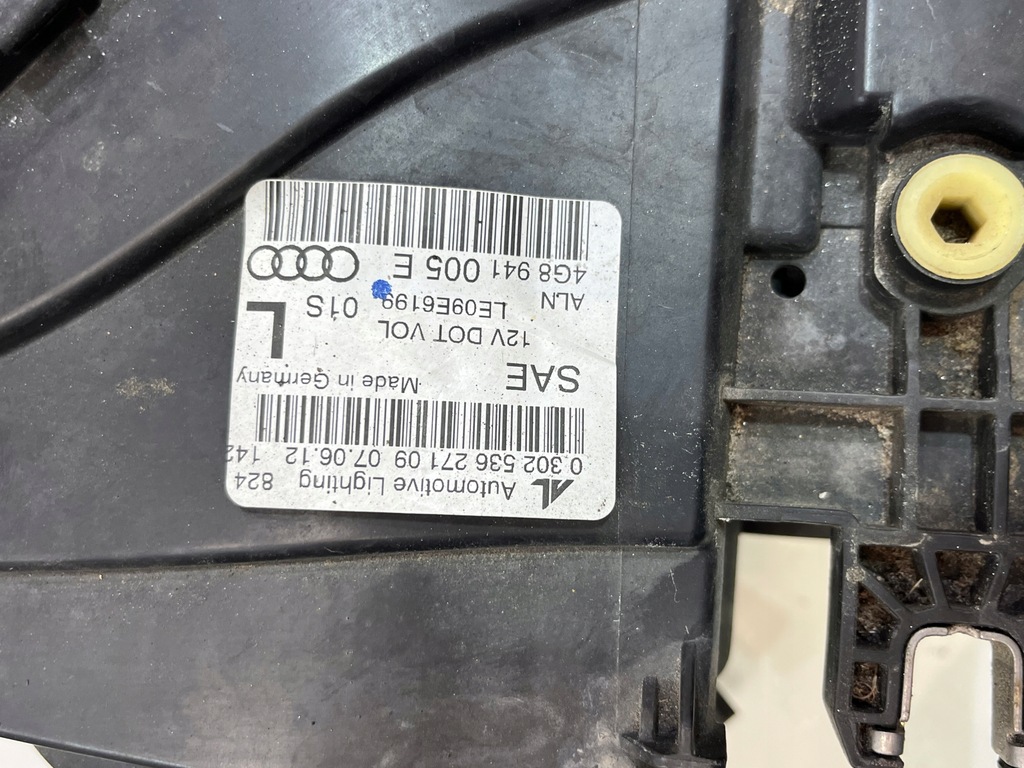 AL Automotive Lighting 824
0 302 536 271 09 07.06.12 142
SAE Made in Germany
12V DOT VOL L
LE09E6199 01S
ALN
4G8 941 005 E